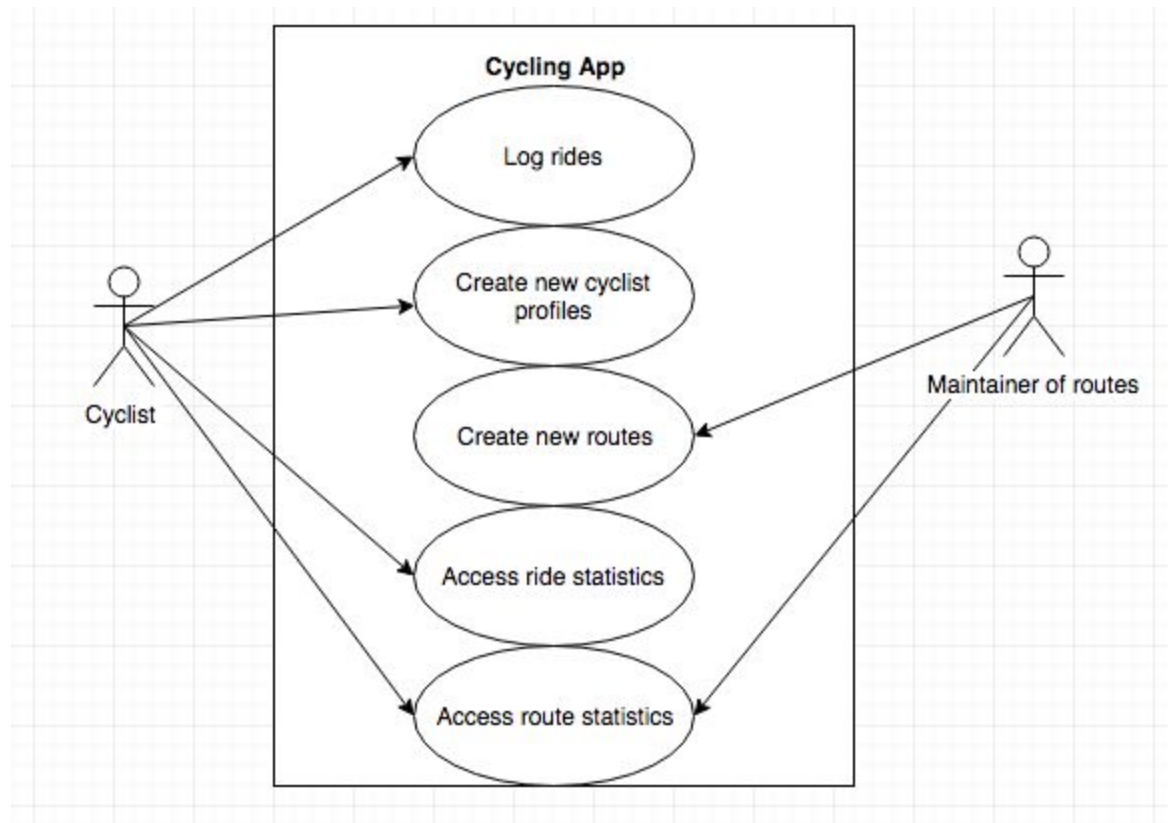 Cycling App
Log rides
Create new cyclist
profiles
Maintainer of routes
Cyclist
Create new routes
Access ride statistics
Access route statistics